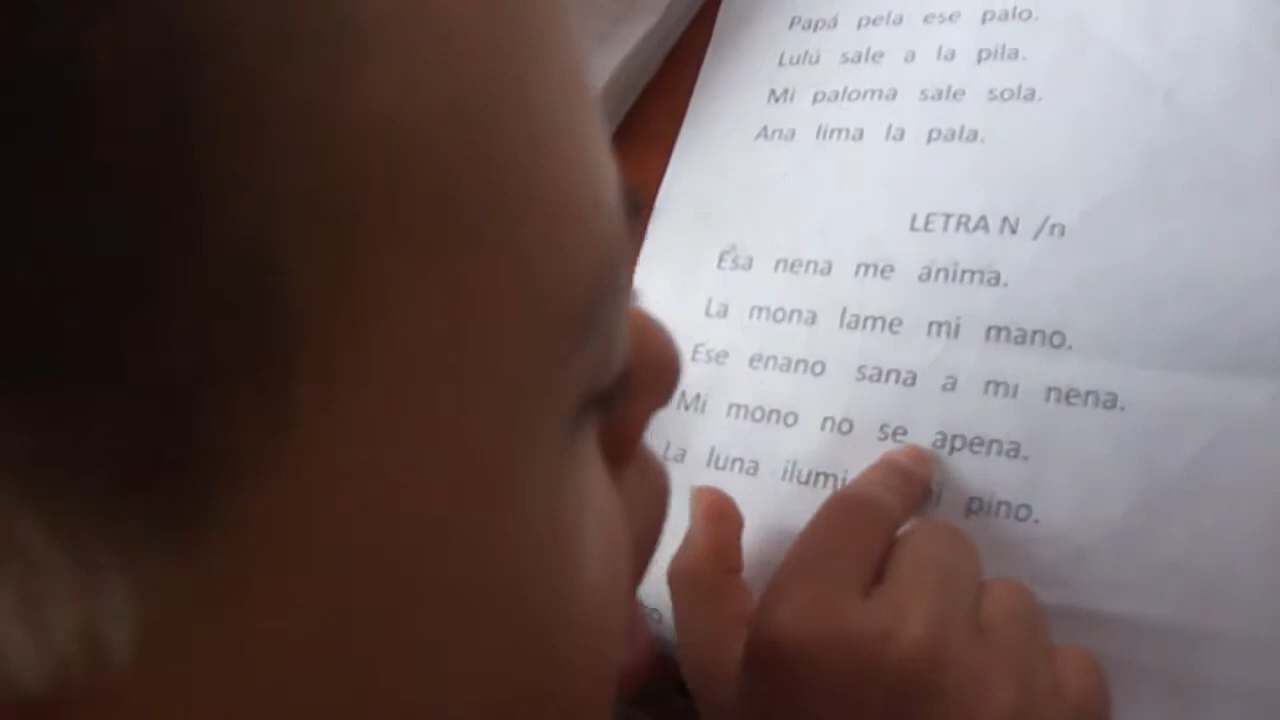 Papá pela ese palo.
Lulú sale a la pila.
Mi paloma sale sola.
Ana lima la pala.
LETRA N /n
Esa nena me anima.
La mona lame mi mano.
Ese enano sana a mi nena.
Mi mono no se apena.
La luna ilumi pino.